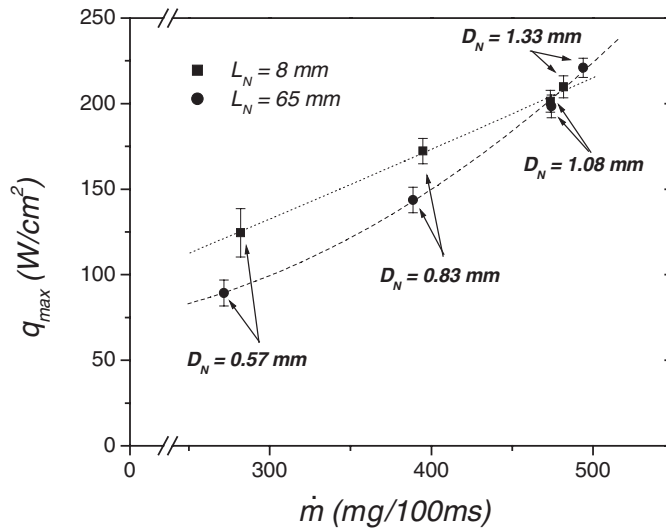 250
200
150
100
50
0
q_max (W/cm²)
L_N = 8 mm
L_N = 65 mm
D_N = 1.33 mm
D_N = 1.08 mm
D_N = 0.83 mm
D_N = 0.57 mm
0 300 400 500
ṁ (mg/100ms)